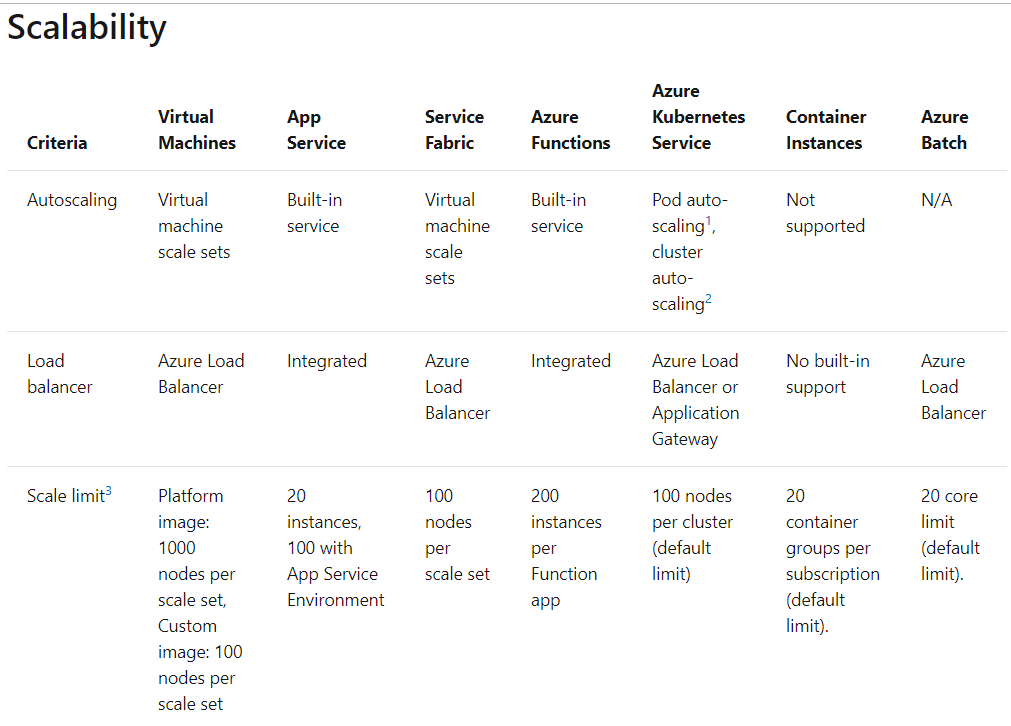 Scalability
Criteria
Virtual
Machines
App
Service
Service
Fabric
Azure
Functions
Azure
Kubernetes
Service
Container
Instances
Azure
Batch
Autoscaling
Virtual
machine
scale sets
Built-in
service
Virtual
machine
scale
sets
Built-in
service
Pod auto-
scaling1,
cluster
auto-
scaling2
Not
supported
N/A
Load
balancer
Azure Load
Balancer
Integrated
Azure
Load
Balancer
Integrated
Azure Load
Balancer or
Application
Gateway
No built-in
support
Azure
Load
Balancer
Scale limit3
Platform
image:
1000
nodes per
scale set,
Custom
image: 100
nodes per
scale set
20
instances,
100 with
App Service
Environment
100
nodes
per
scale set
200
instances
per
Function
app
100 nodes
per cluster
(default
limit)
20
container
groups per
subscription
(default
limit).
20 core
limit
(default
limit).